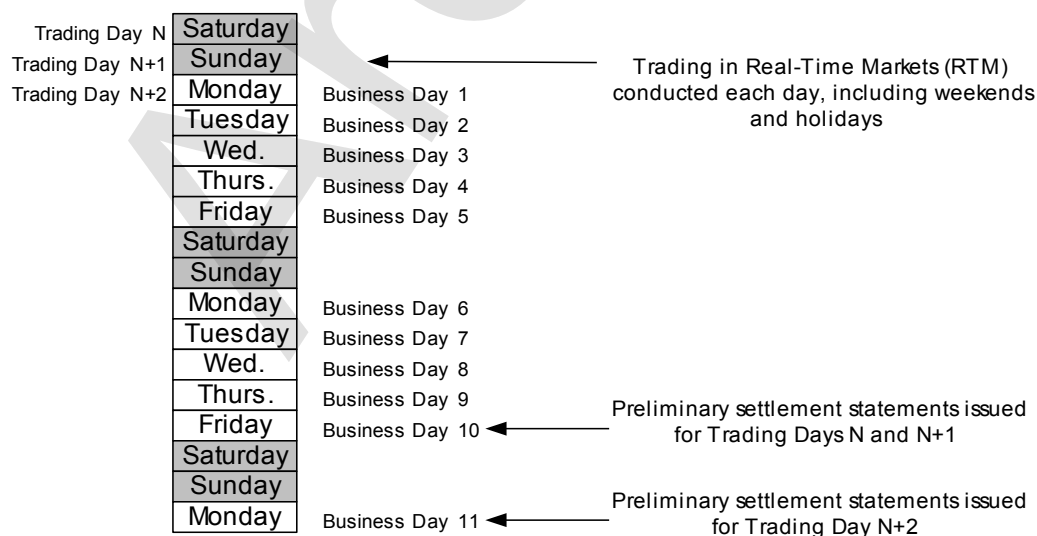 Trading Day N Saturday
Trading Day N+1 Sunday
Trading in Real-Time Markets (RTM)
Trading Day N+2 Monday Business Day 1 conducted each day, including weekends
Tuesday Business Day 2 and holidays
Wed. Business Day 3
Thurs. Business Day 4
Friday Business Day 5
Saturday
Sunday
Monday Business Day 6
Tuesday Business Day 7
Wed. Business Day 8
Thurs. Business Day 9
Preliminary settlement statements issued
Friday Business Day 10 for Trading Days N and N+1
Saturday
Sunday
Preliminary settlement statements issued
Monday Business Day 11 for Trading Day N+2